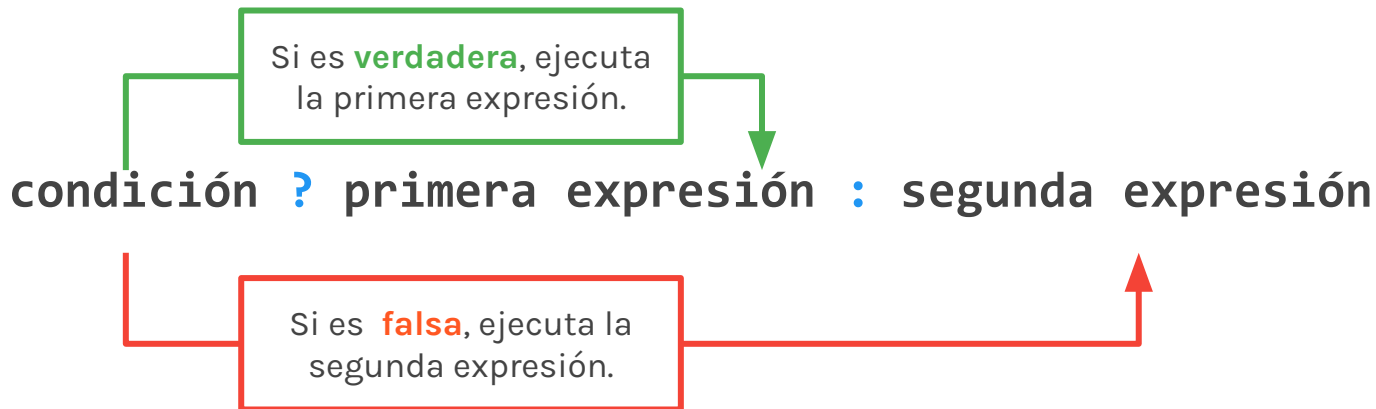 Si es verdadera, ejecuta
la primera expresión.
condición ? primera expresión : segunda expresión
Si es falsa, ejecuta la
segunda expresión.